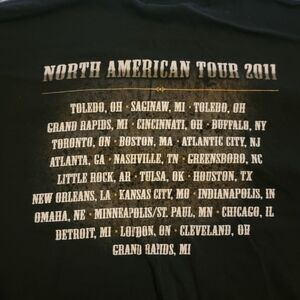 NORTH AMERICAN TOUR 2011
TOLEDO, OH · SAGINAW, MI · TOLEDO, OH
GRAND RAPIDS, MI · CINCINATI, OH · BUFFALO, NY
TORONTO, ON · BOSTON, MA · ATLANTIC CITY, NJ
ATLANTA, GA · NASHVILLE, TN · GREENSBORO, NC
LITTLE ROCK, AR · TULSA, OK · HOUSTON, TX
NEW ORLEANS, LA · KANSAS CITY, MO · INDIANAPOLIS, IN
OMAHA, NE · MINNEAPOLIS/ST. PAUL, MN · CHICAGO, IL
DETROIT, MI · LONDON, ON · CLEVELAND, OH
GRAND RAPIDS, MI